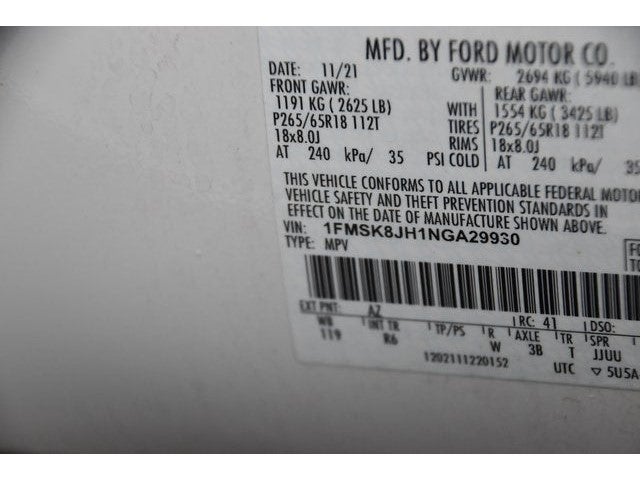 MFD. BY FORD MOTOR CO.
DATE: 11/21 GVWR: 2694 KG (5940 LB
FRONT GAWR: REAR GAWR:
1191 KG (2625 LB) WITH 1554 KG (3425 LB)
P265/65R18 112T TIRES P265/65R18 112T
18x8.0J RIMS 18x8.0J
AT 240 kPa/ 35 PSI COLD AT 240 kPa/ 35
THIS VEHICLE CONFORMS TO ALL APPLICABLE FEDERAL MOTOR
VEHICLE SAFETY AND THEFT PREVENTION STANDARDS IN
EFFECT ON THE DATE OF MANUFACTURE SHOWN ABOVE.
VIN: 1FMSK8JH1NGA29930
TYPE: MPV
EXT PNT: AZ RC: 41 DSO:
WB INT TR TP/PS R AXLE TR SPR
119 R6 W 3B T JJUU
1202111220152 UTC ▽ 5U5A